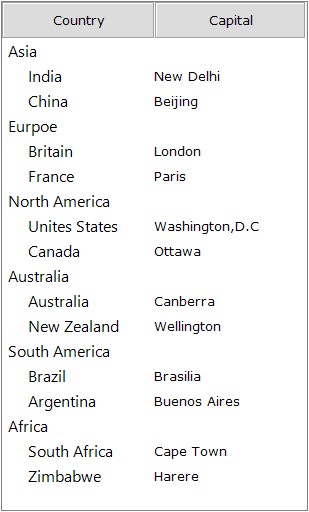 Country Capital
Asia
India New Delhi
China Beijing
Eurpoe
Britain London
France Paris
North America
Unites States Washington,D.C
Canada Ottawa
Australia
Australia Canberra
New Zealand Wellington
South America
Brazil Brasilia
Argentina Buenos Aires
Africa
South Africa Cape Town
Zimbabwe Harere